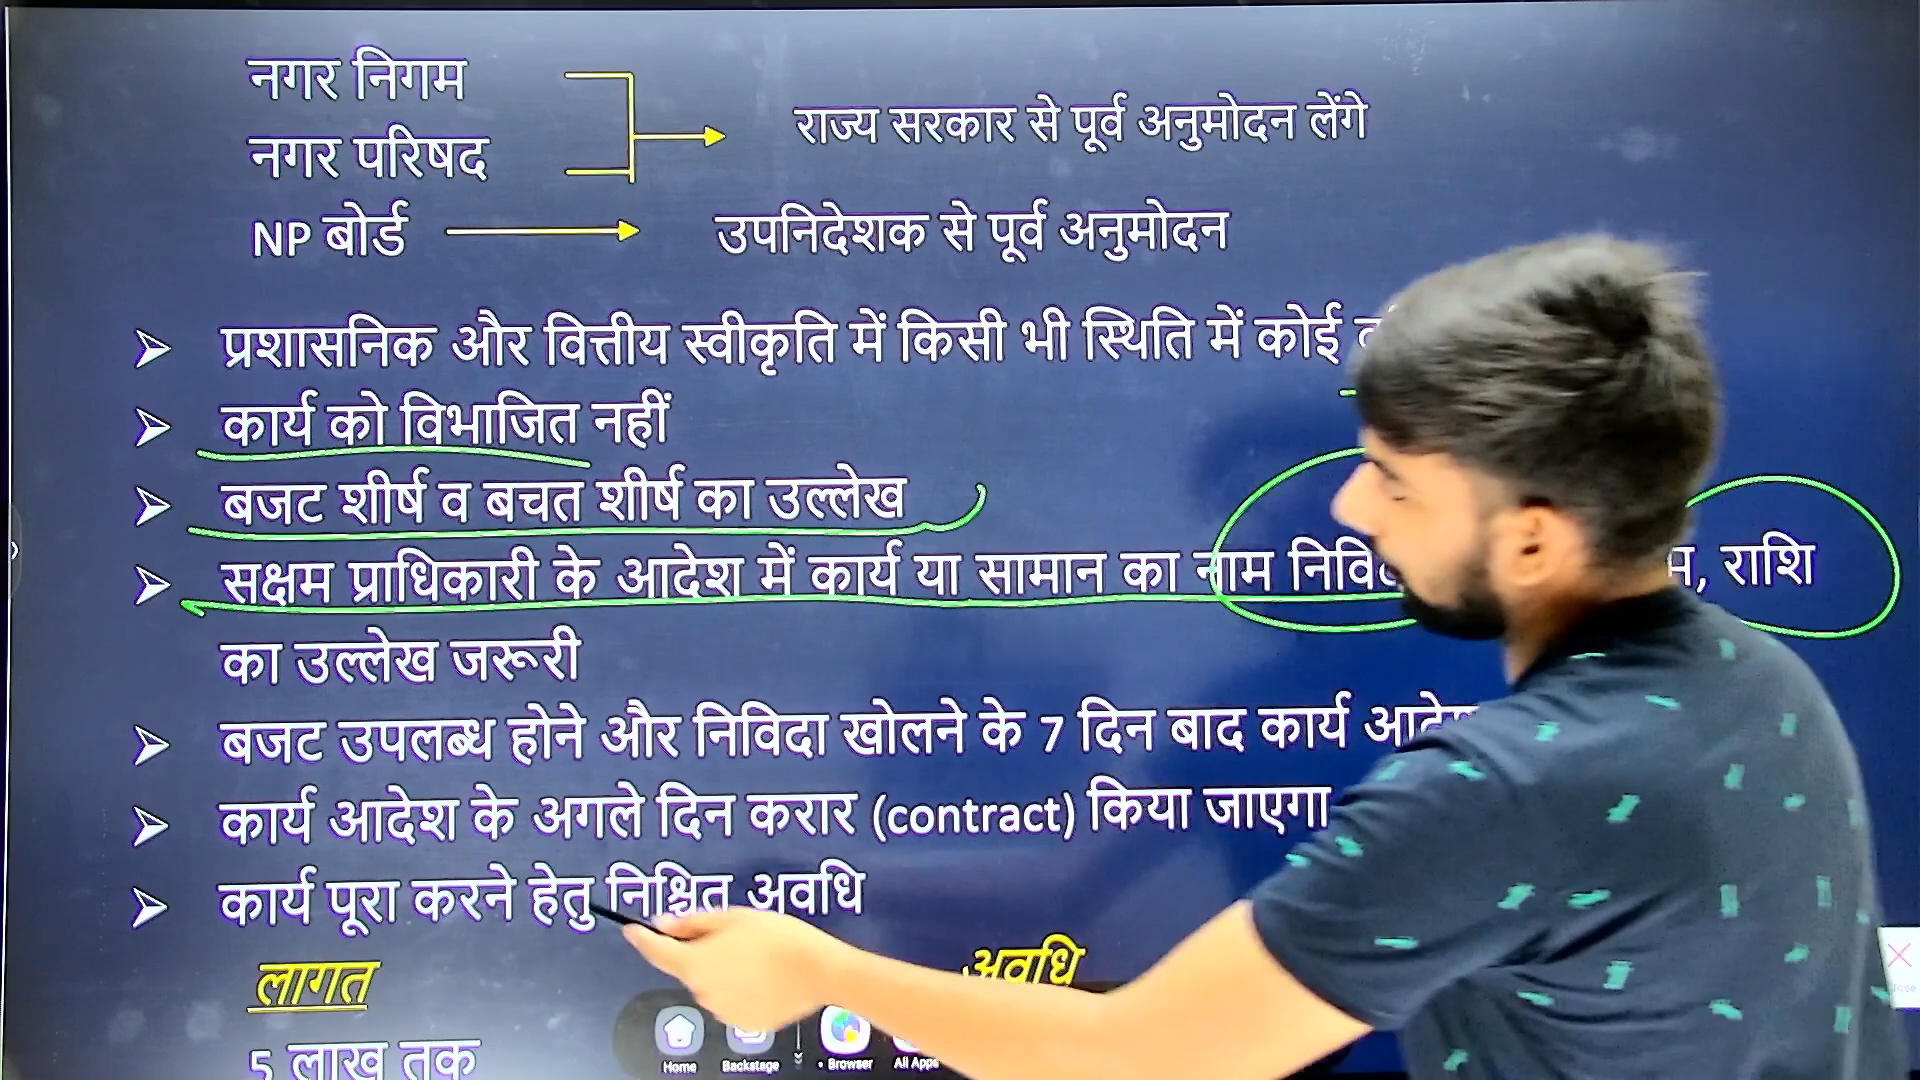 नगर निगम
नगर परिषद
राज्य सरकार से पूर्व अनुमोदन लेंगे
NP बोर्ड
उपनिदेशक से पूर्व अनुमोदन
प्रशासनिक और वित्तीय स्वीकृति में किसी भी स्थिति में कोई
कार्य को विभाजित नहीं
बजट शीर्ष व बचत शीर्ष का उल्लेख
सक्षम प्राधिकारी के आदेश में कार्य या सामान का नाम राशि
का उल्लेख जरूरी
बजट उपलब्ध होने और निविदा खोलने के 7 दिन बाद कार्य
कार्य आदेश के अगले दिन करार (contract) किया जाएगा
कार्य पूरा करने हेतु निश्चित अवधि
लागत
अवधि
5 लाख तक
Home Backstage Browser All Apps